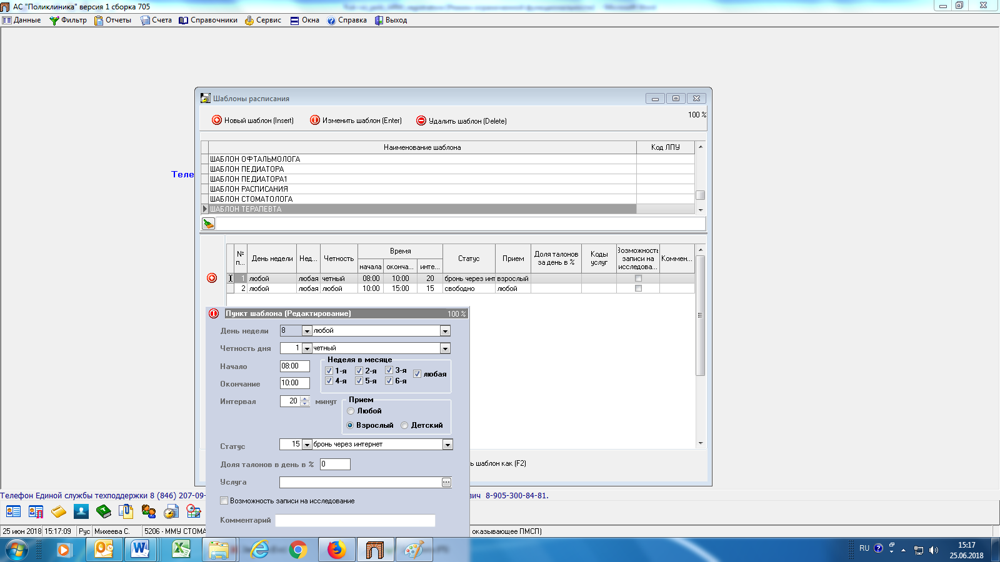 АС "Поликлиника" версия 1 сборка 705
Данные Фильтр Отчеты Счета Справочники Сервис Окна Справка Выход
Шаблоны расписания
100 %
Новый шаблон (Insert) Изменить шаблон (Enter) Удалить шаблон (Delete)
Наименование шаблона Код ЛПУ
ШАБЛОН ОФТАЛЬМОЛОГА
ШАБЛОН ПЕДИАТОРА
Теле
ШАБЛОН ПЕДИАТОРА1
ШАБЛОН РАСПИСАНИЯ
ШАБЛОН СТОМАТОЛОГА
ШАБЛОН ТЕРАПЕВТА
№ п... День недели Нед... Четность Время Статус Прием Доля талонов за день в % Коды услуг Возможность записи на исследова... Коммен...
начала оконча... инте...
1 любой любая четный 08:00 10:00 20 бронь через инт взрослый
2 любой любая любой 10:00 15:00 15 свободно любой
Пункт шаблона (Редактирование) 100 %
День недели 8 любой
Четность дня 1 четный
Начало 08:00
Неделя в месяце
1-я 2-я 3-я любая
4-я 5-я 6-я
Окончание 10:00
Интервал 20 минут
Прием
Любой
Взрослый Детский
Статус 15 бронь через интернет
Доля талонов в день в % 0
ь шаблон как (F2)
Услуга
Возможность записи на исследование
Комментарий
Телефон Единой службы техподдержки 8 (846) 207-09- вич 8-905-300-84-81.
25 июн 2018 15:17:09 Рус Михеева С. 5206 - ММУ СТОМА оказывающее ПМСП)
RU 15:17
25.06.2018